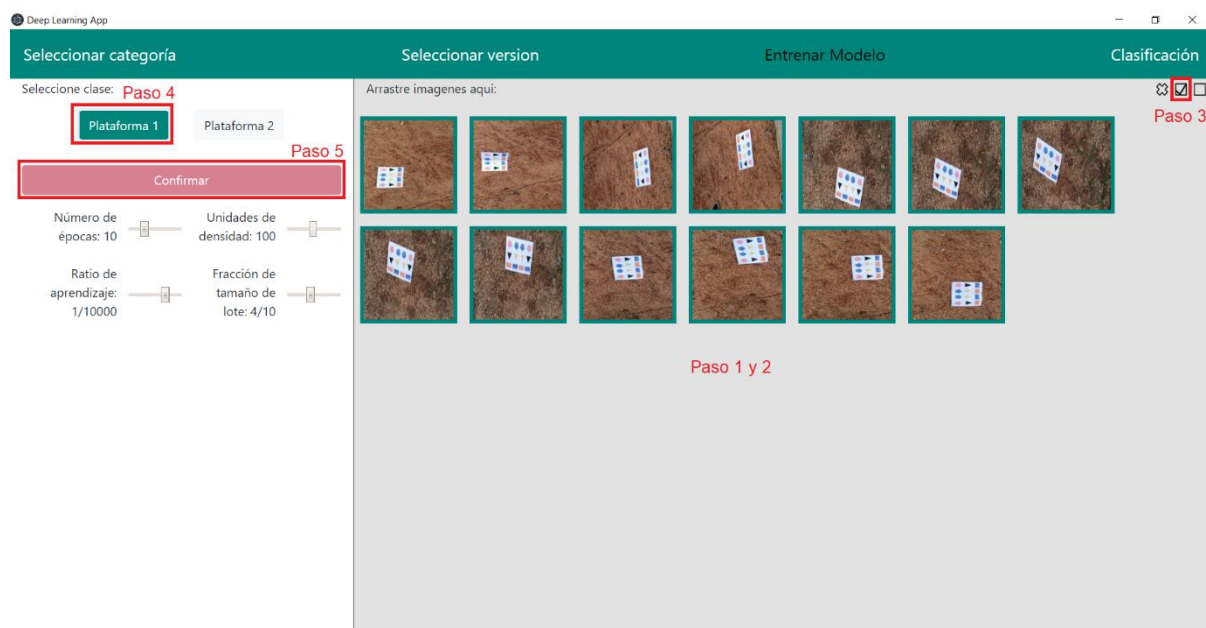 Deep Learning App
Seleccionar categoría
Seleccionar version
Entrenar Modelo
Clasificación
Seleccione clase:
Paso 4
Plataforma 1
Plataforma 2
Paso 5
Confirmar
Número de
épocas: 10
Unidades de
densidad: 100
Ratio de
aprendizaje:
1/10000
Fracción de
tamaño de
lote: 4/10
Arrastre imagenes aqui:
Paso 3
Paso 1 y 2